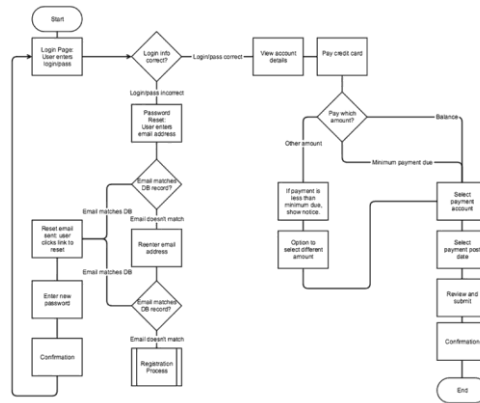 Start
Login Page:
User enters
login/pass
Login info
correct?
Login/pass correct
View account
details
Pay credit card
Login/pass incorrect
Password
Reset:
User enters
email address
Pay which
amount?
Other amount
Balance
Minimum payment due
Email matches
DB record?
Email matches DB
Email doesn't match
If payment is
less than
minimum due,
show notice.
Select
payment
account
Reset email
sent: user
clicks link to
reset
Reenter email
address
Option to
select different
amount
Select
payment post
date
Email matches DB
Enter new
password
Email matches
DB record?
Review and
submit
Email doesn't match
Confirmation
Registration
Process
Confirmation
End